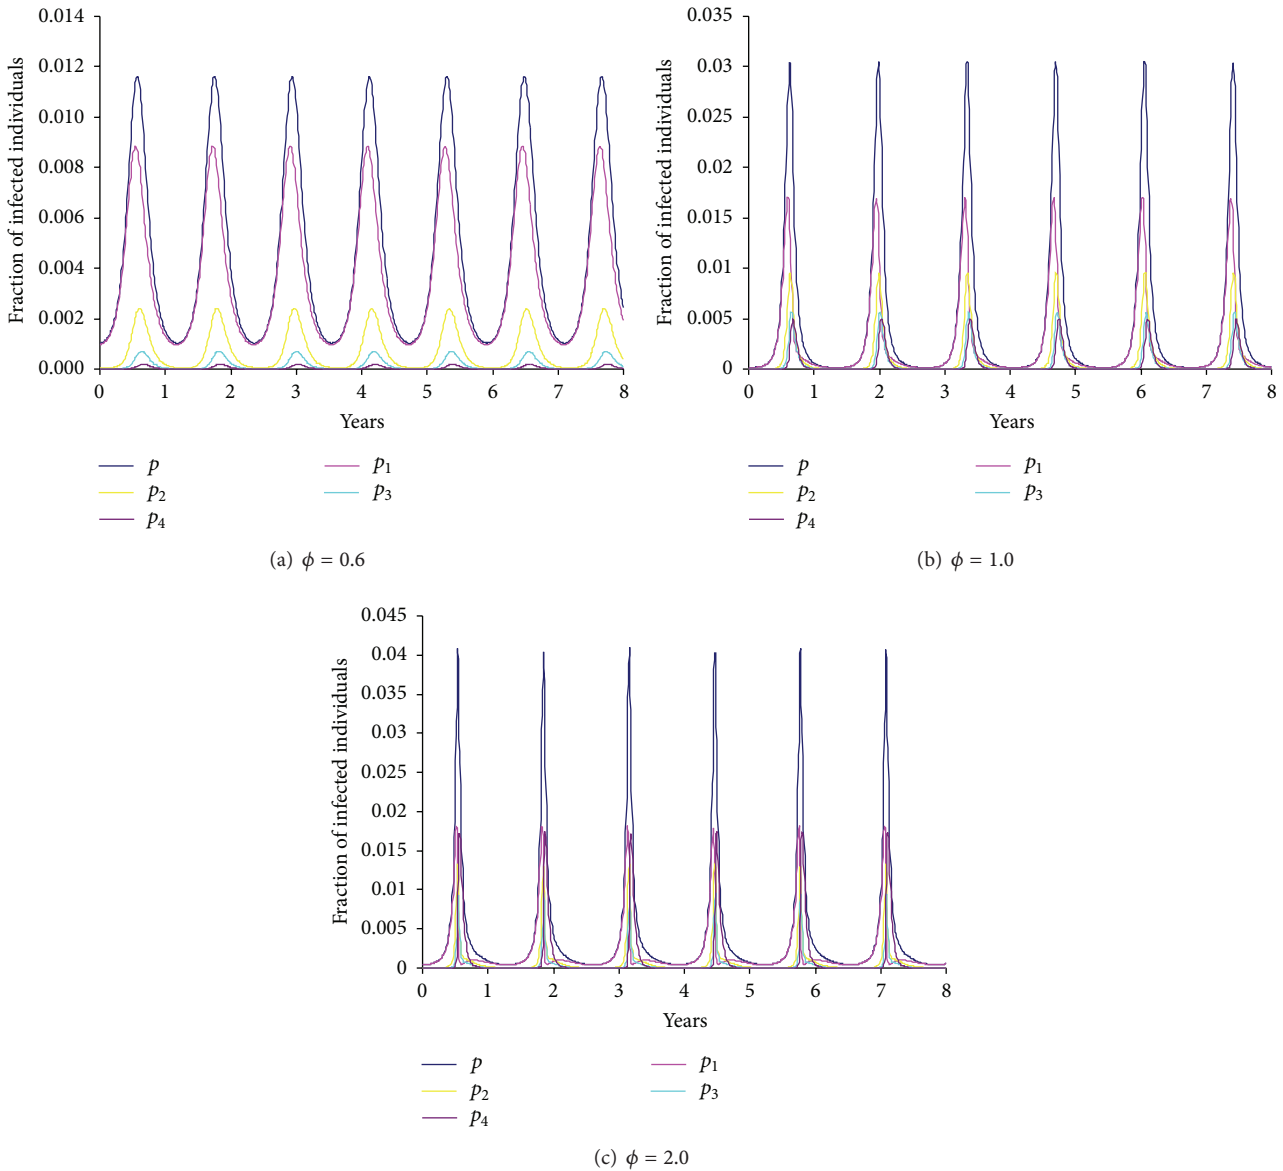 Fraction of infected individuals
0.014
0.012
0.010
0.008
0.006
0.004
0.002
0.000
0 1 2 3 4 5 6 7 8
Years
p p₁
p₂ p₃
p₄
(a) ϕ = 0.6
Fraction of infected individuals
0.035
0.03
0.025
0.02
0.015
0.01
0.005
0
0 1 2 3 4 5 6 7 8
Years
p p₁
p₂ p₃
p₄
(b) ϕ = 1.0
Fraction of infected individuals
0.045
0.04
0.035
0.03
0.025
0.02
0.015
0.01
0.005
0
0 1 2 3 4 5 6 7 8
Years
p p₁
p₂ p₃
p₄
(c) ϕ = 2.0